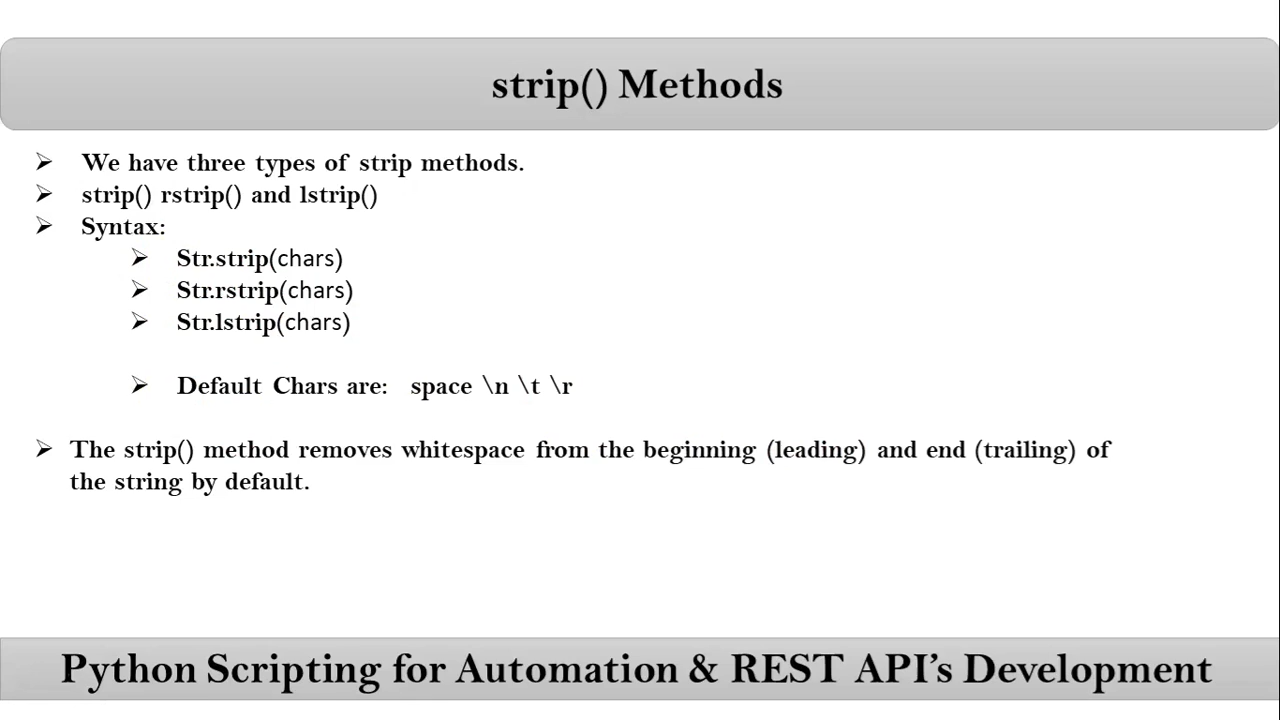 strip() Methods
We have three types of strip methods.
strip() rstrip() and lstrip()
Syntax:
Str.strip(chars)
Str.rstrip(chars)
Str.lstrip(chars)
Default Chars are: space \n \t \r
The strip() method removes whitespace from the beginning (leading) and end (trailing) of
the string by default.
Python Scripting for Automation & REST API’s Development